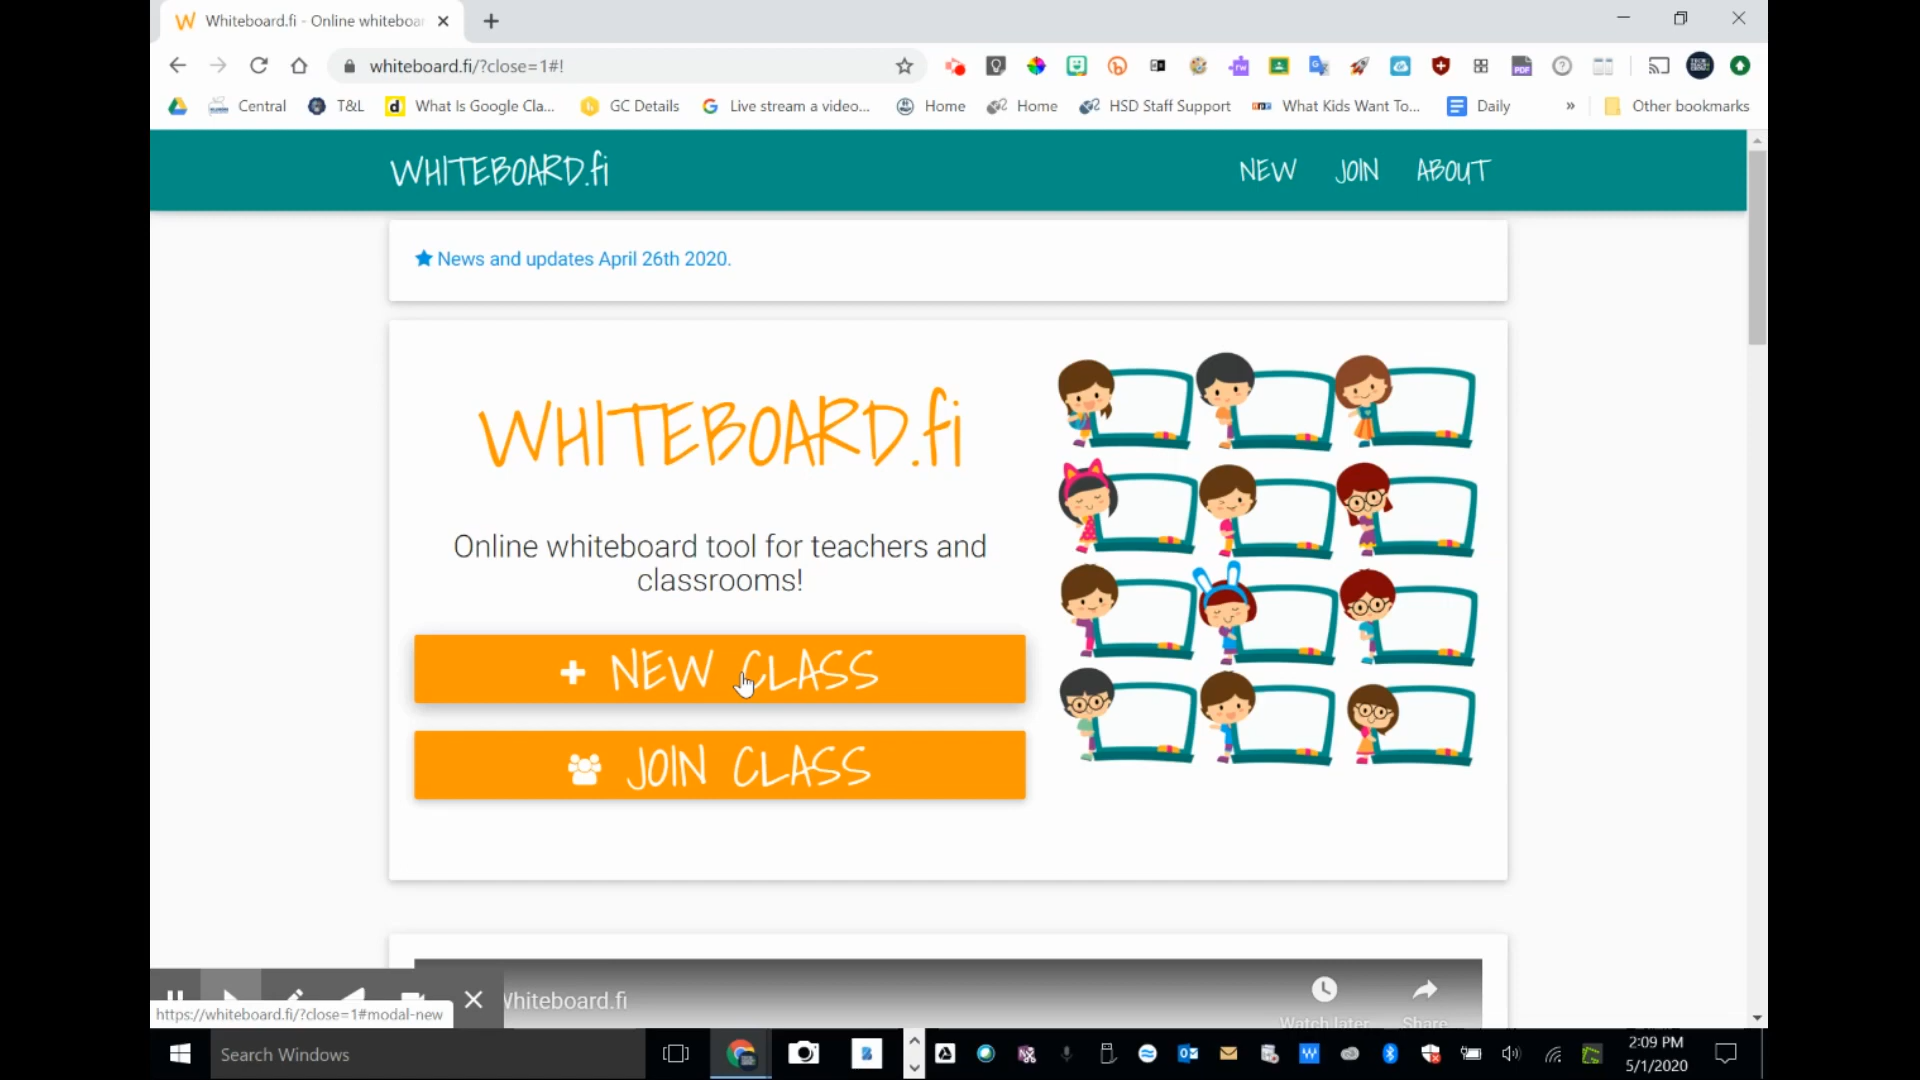 Whiteboard.fi - Online whiteboar
whiteboard.fi/?close=1#!
Central
T&L
What Is Google Cla...
GC Details
Live stream a video...
Home
Home
HSD Staff Support
What Kids Want To...
Daily
»
Other bookmarks
WHITEBOARD.fi
NEW
JOIN
ABOUT
News and updates April 26th 2020.
WHITEBOARD.fi
Online whiteboard tool for teachers and
classrooms!
+ NEW CLASS
JOIN CLASS
Whiteboard.fi
Watch later
Share
https://whiteboard.fi/?close=1#modal-new
Search Windows
2:09 PM
5/1/2020